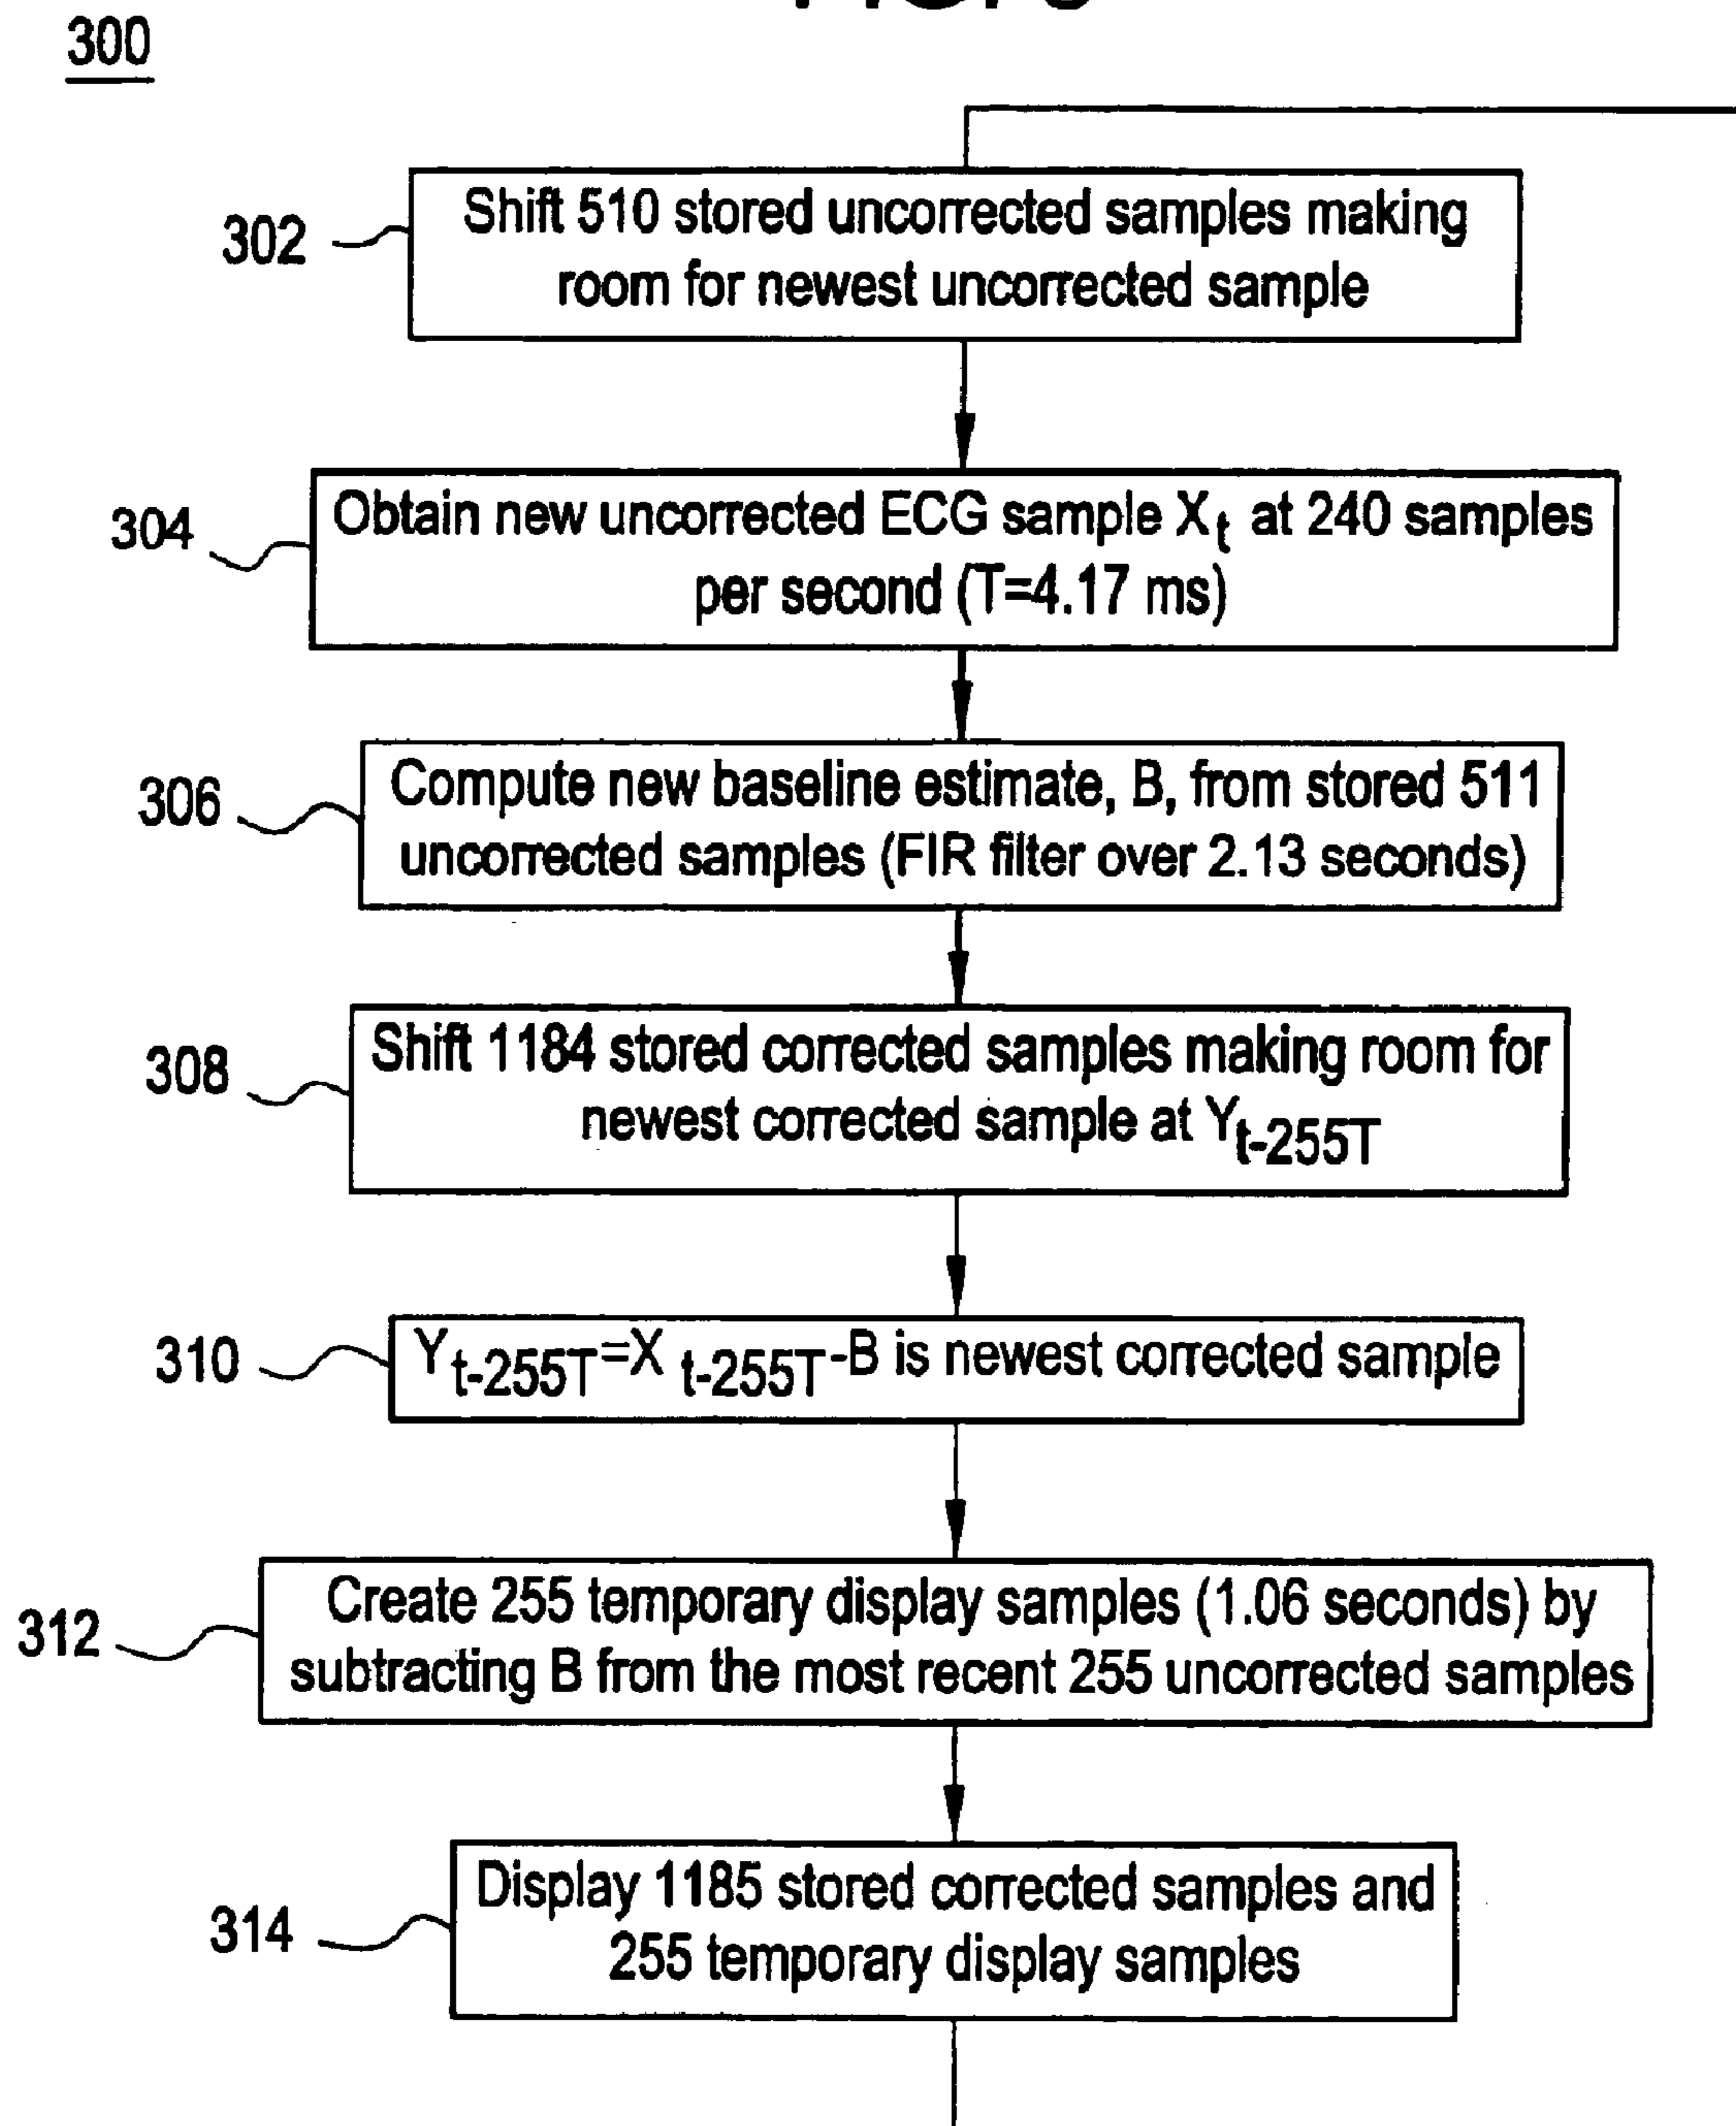 300
302
Shift 510 stored uncorrected samples making
room for newest uncorrected sample
304
Obtain new uncorrected ECG sample Xt at 240 samples
per second (T=4.17 ms)
306
Compute new baseline estimate, B, from stored 511
uncorrected samples (FIR filter over 2.13 seconds)
308
Shift 1184 stored corrected samples making room for
newest corrected sample at Yt-255T
310
Yt-255T=X t-255T-B is newest corrected sample
312
Create 255 temporary display samples (1.06 seconds) by
subtracting B from the most recent 255 uncorrected samples
314
Display 1185 stored corrected samples and
255 temporary display samples